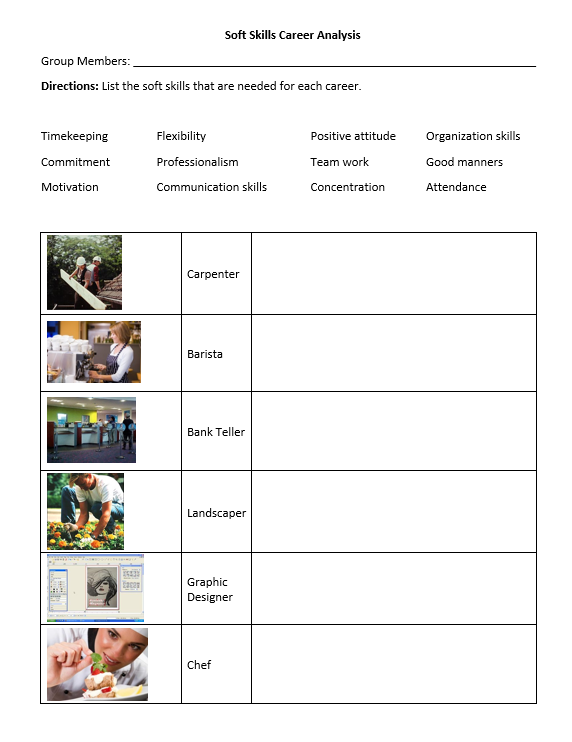 Soft Skills Career Analysis
Group Members:
Directions: List the soft skills that are needed for each career.
Timekeeping Flexibility Positive attitude Organization skills
Commitment Professionalism Team work Good manners
Motivation Communication skills Concentration Attendance
Carpenter
Barista
Bank Teller
Landscaper
Graphic
Designer
Chef